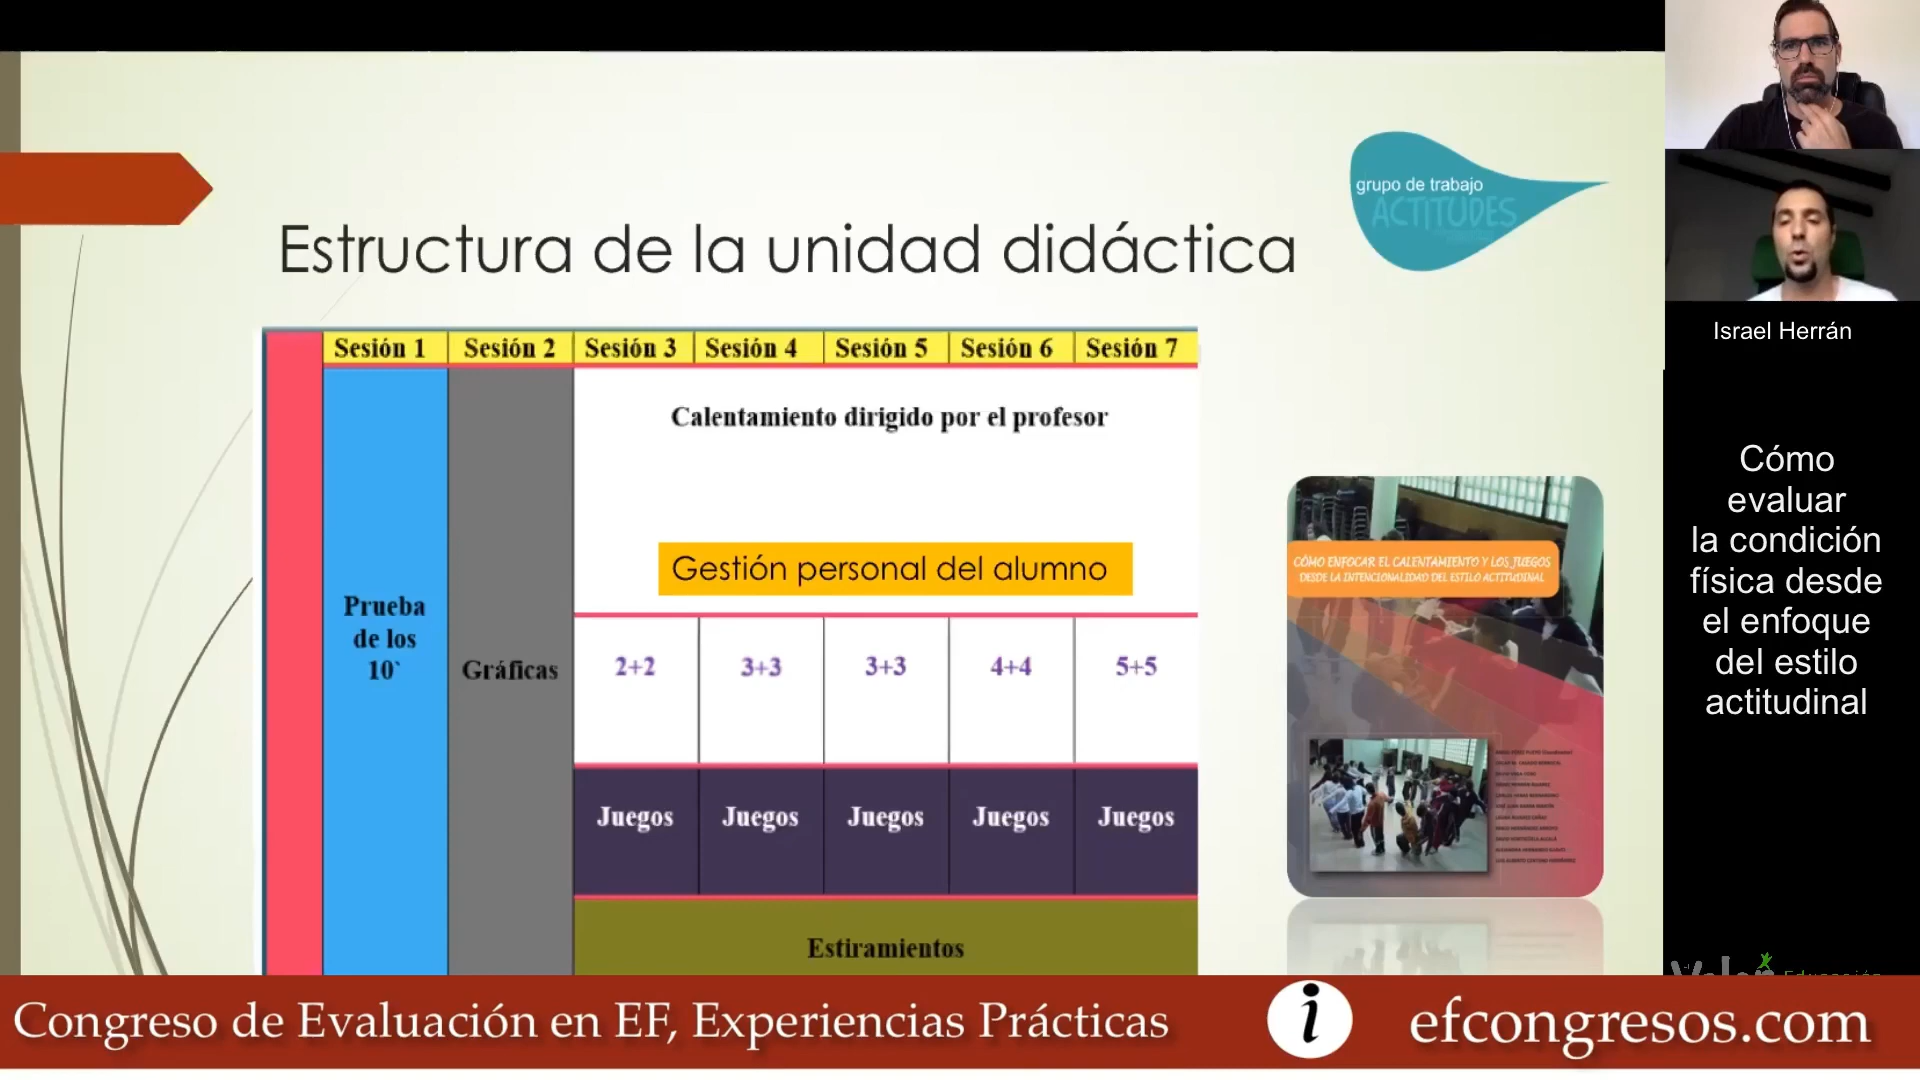 grupo de trabajo
ACTITUDES
Estructura de la unidad didáctica
Sesión 1
Sesión 2
Sesión 3
Sesión 4
Sesión 5
Sesión 6
Sesión 7
Calentamiento dirigido por el profesor
Gestión personal del alumno
Prueba
de los
10`
Gráficas
2+2
3+3
3+3
4+4
5+5
Juegos
Juegos
Juegos
Juegos
Juegos
Estiramientos
CÓMO ENFOCAR EL CALENTAMIENTO Y LOS JUEGOS
DESDE LA INTENCIONALIDAD DEL ESTILO ACTITUDINAL
Israel Herrán
Cómo
evaluar
la condición
física desde
el enfoque
del estilo
actitudinal
Educación
Congreso de Evaluación en EF, Experiencias Prácticas
i
efcongresos.com